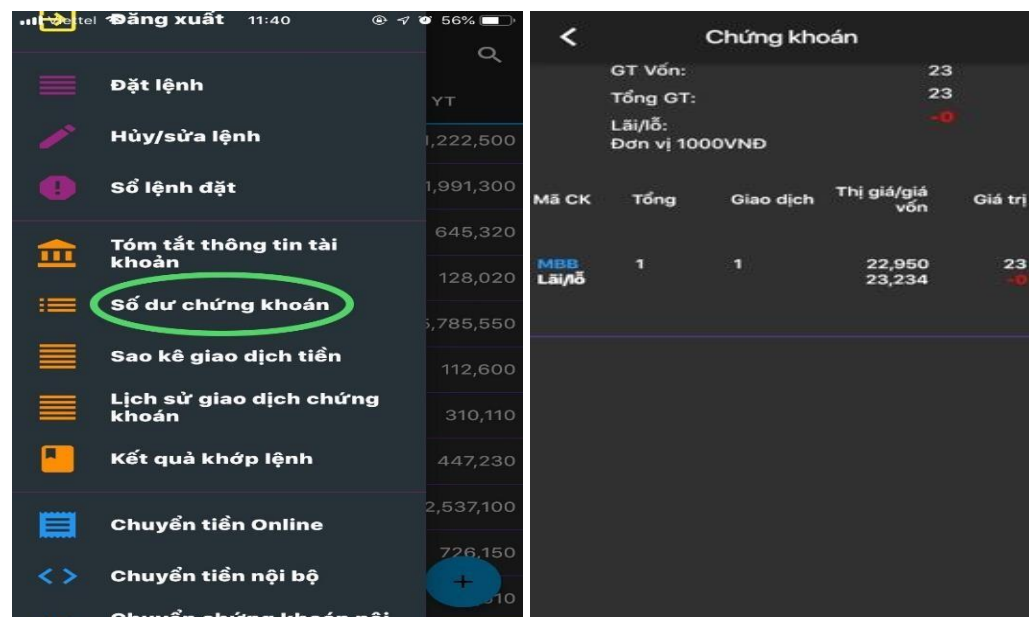 Đăng xuất 11:40 56%
Đặt lệnh
YT
Hủy/sửa lệnh
1,222,500
Sổ lệnh đặt
1,991,300
645,320
Tóm tắt thông tin tài
khoản
128,020
Số dư chứng khoán
5,785,550
Sao kê giao dịch tiền
112,600
Lịch sử giao dịch chứng
khoán
310,110
Kết quả khớp lệnh
447,230
2,537,100
Chuyển tiền Online
726,150
Chuyển tiền nội bộ
+
Chứng khoán
GT Vốn: 23
Tổng GT: 23
Lãi/lỗ: -0
Đơn vị 1000VNĐ
Mã CK Tổng Giao dịch Thị giá/giá vốn Giá trị
MBB 1 1 22,950 23
Lãi/lỗ 23,234 -0